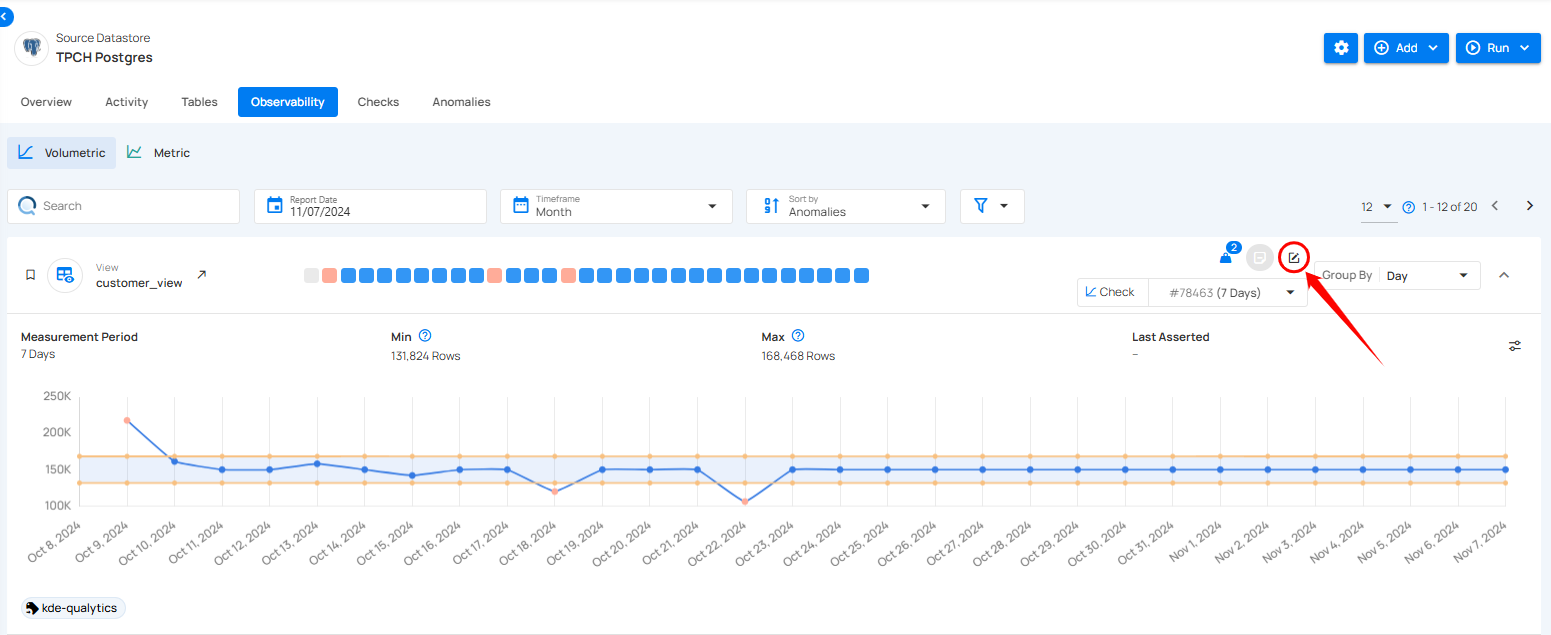 Source Datastore
TPCH Postgres
Add
Run
Overview
Activity
Tables
Observability
Checks
Anomalies
Volumetric
Metric
Search
Report Date
11/07/2024
Timeframe
Month
Sort by
Anomalies
12
1 - 12 of 20
View
customer_view
2
Check
#78463 (7 Days)
Group By
Day
Measurement Period
7 Days
Min
131,824 Rows
Max
168,468 Rows
Last Asserted
–
250K
200K
150K
100K
Oct 8, 2024
Oct 9, 2024
Oct 10, 2024
Oct 11, 2024
Oct 12, 2024
Oct 13, 2024
Oct 14, 2024
Oct 15, 2024
Oct 16, 2024
Oct 17, 2024
Oct 18, 2024
Oct 19, 2024
Oct 20, 2024
Oct 21, 2024
Oct 22, 2024
Oct 23, 2024
Oct 24, 2024
Oct 25, 2024
Oct 26, 2024
Oct 27, 2024
Oct 28, 2024
Oct 29, 2024
Oct 30, 2024
Oct 31, 2024
Nov 1, 2024
Nov 2, 2024
Nov 3, 2024
Nov 4, 2024
Nov 5, 2024
Nov 6, 2024
Nov 7, 2024
kde-qualytics